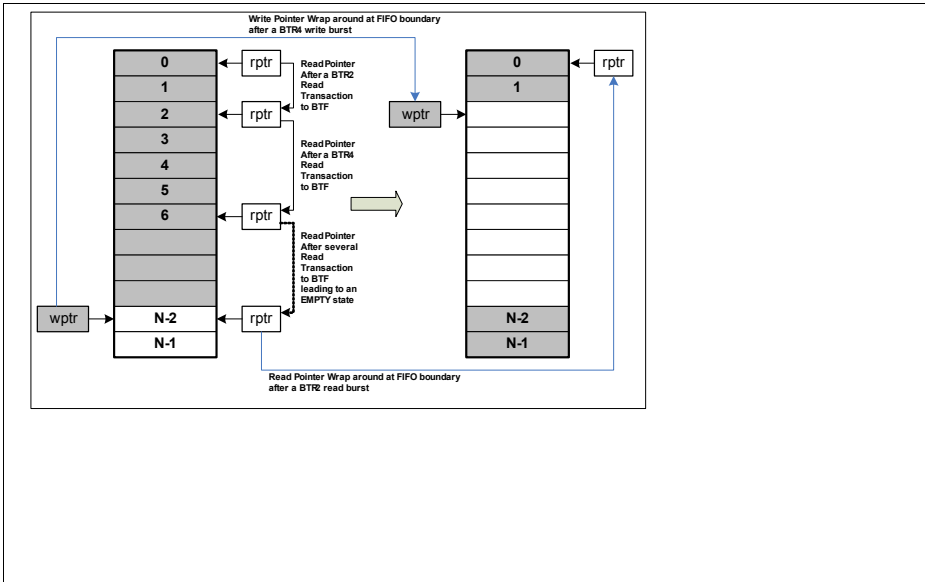 Write Pointer Wrap around at FIFO boundary
after a BTR4 write burst
0
rptr
Read Pointer
After a BTR2
Read
Transaction
to BTF
0
rptr
1
1
2
rptr
wptr
3
Read Pointer
After a BTR4
Read
Transaction
to BTF
4
5
6
rptr
Read Pointer
After several
Read
Transaction
to BTF
leading to an
EMPTY state
wptr
N-2
rptr
N-2
N-1
N-1
Read Pointer Wrap around at FIFO boundary
after a BTR2 read burst